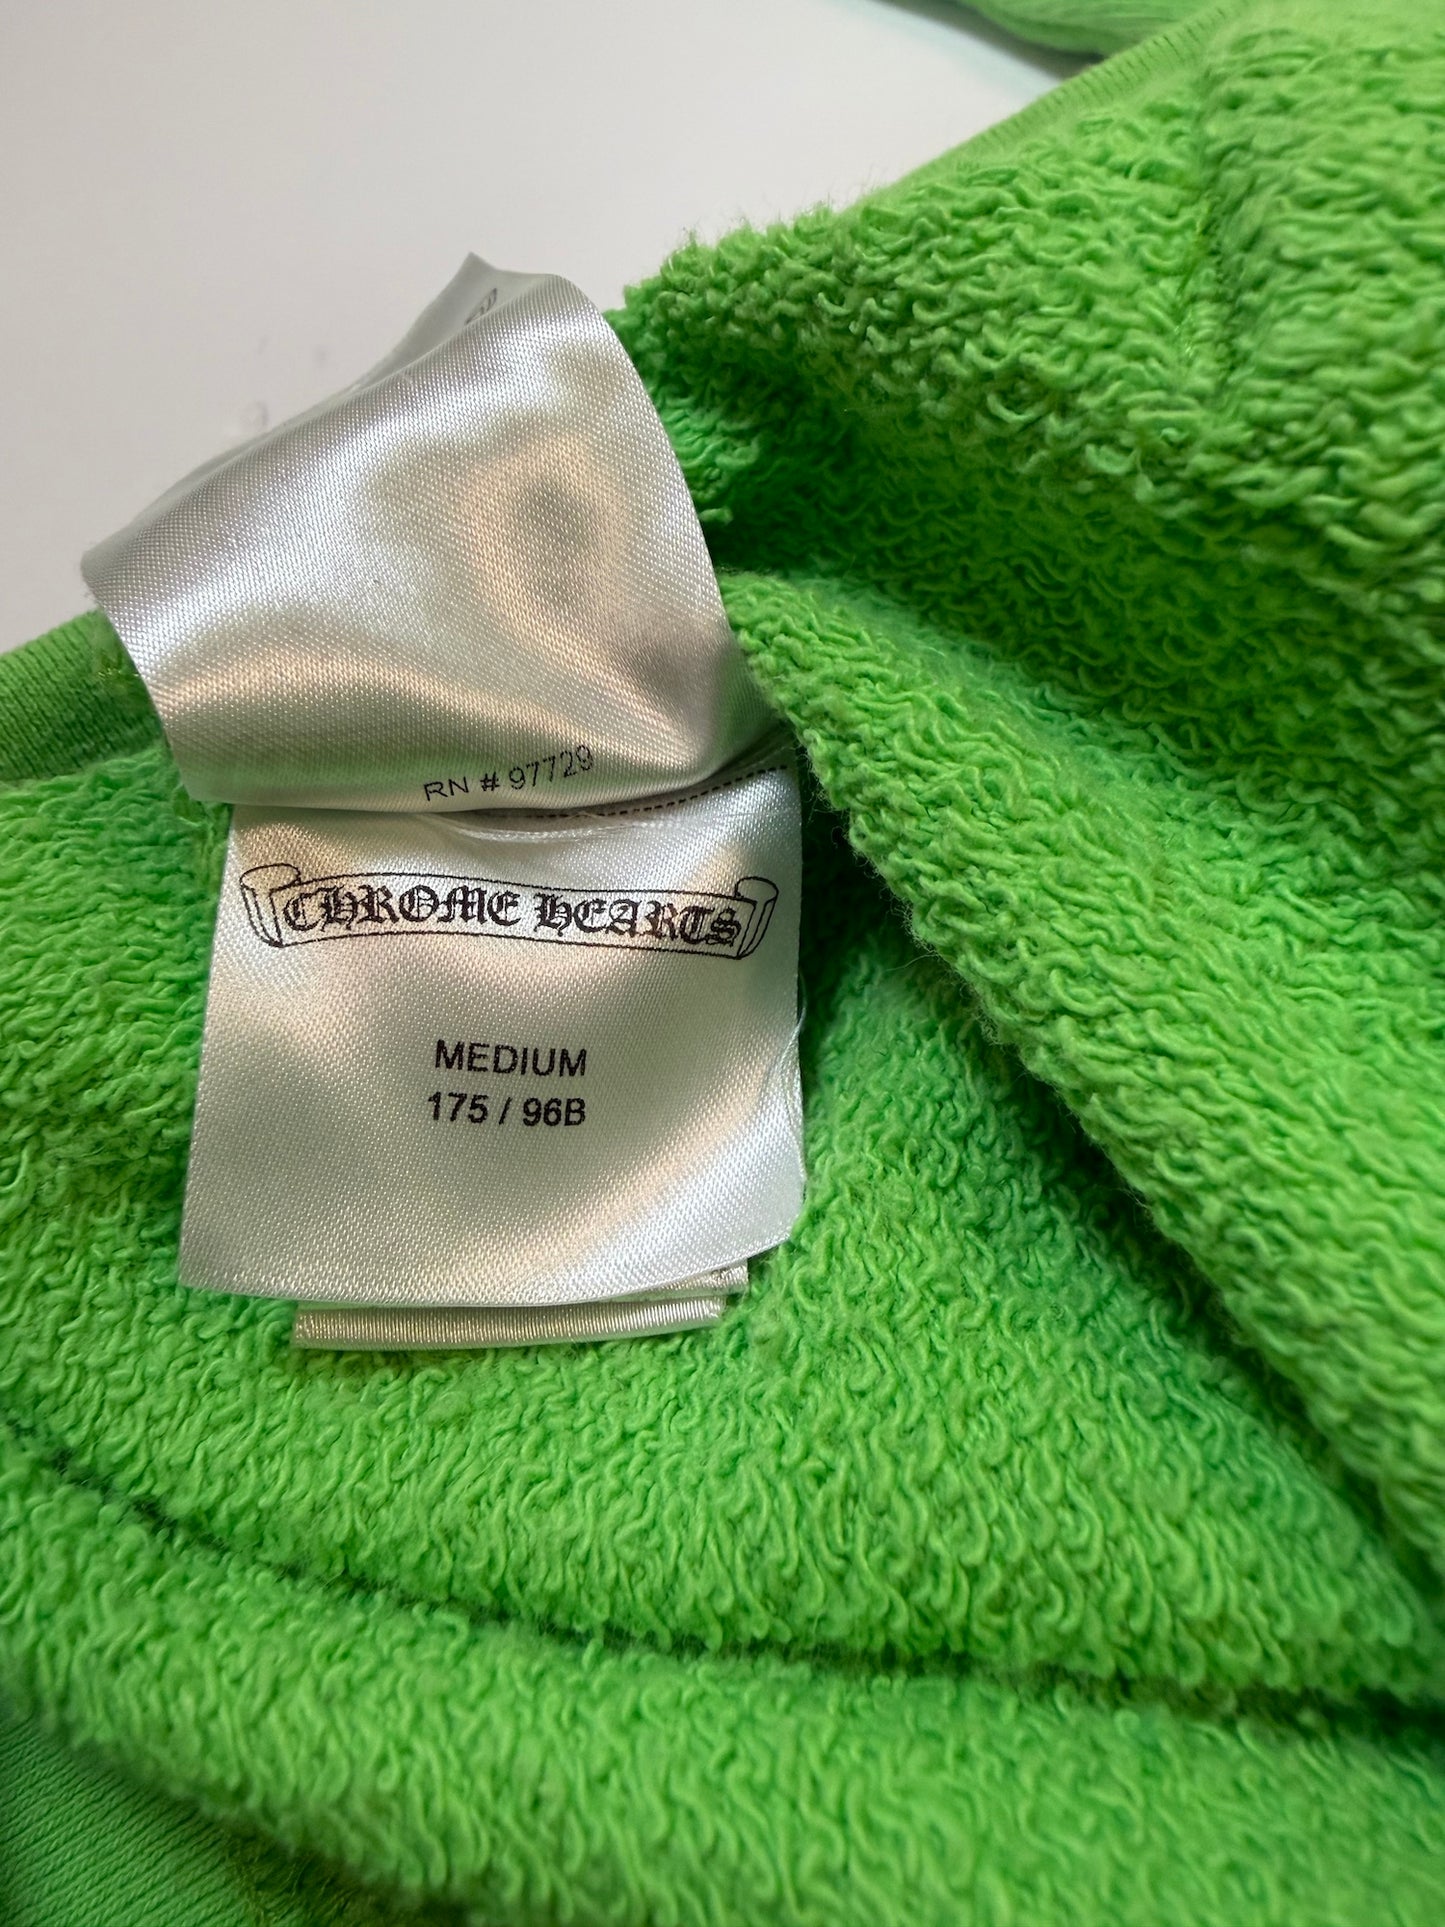 RN # 97729
CHROME HEARTS
MEDIUM
175 / 96B